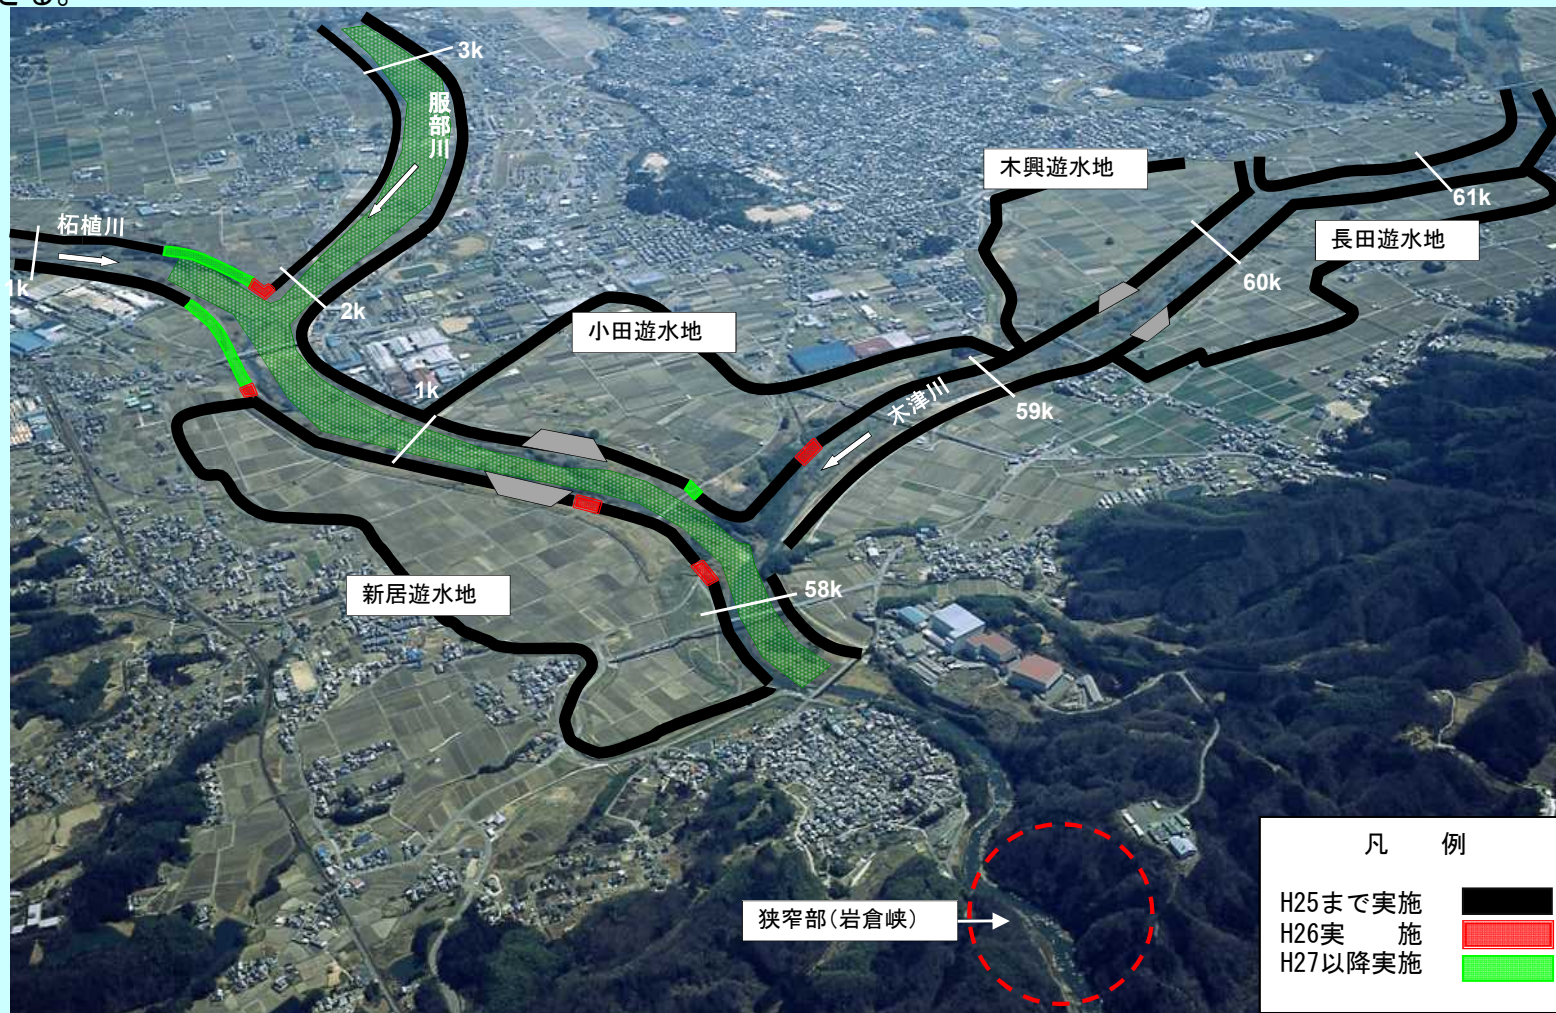 きる。
3k
服部川
木興遊水地
61k
柘植川
長田遊水地
60k
1k
2k
小田遊水地
1k
木津川
59k
新居遊水地
58k
狭窄部(岩倉峡)
凡 例
H25まで実施
H26実 施
H27以降実施